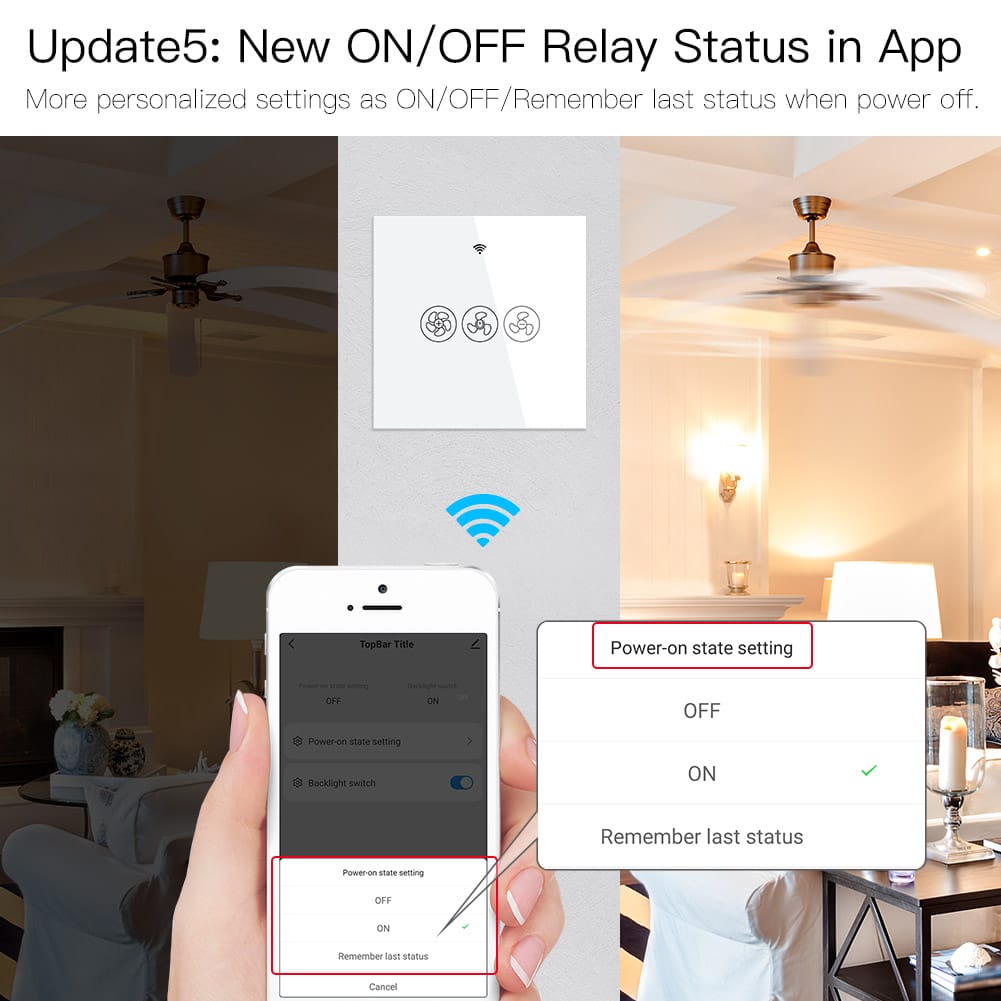 Update5: New ON/OFF Relay Status in App
More personalized settings as ON/OFF/Remember last status when power off.
TopBar Title
Power-on state setting
Backlight switch
OFF
ON
Power-on state setting
Backlight switch
Power-on state setting
OFF
ON
Remember last status
Cancel
Power-on state setting
OFF
ON
Remember last status